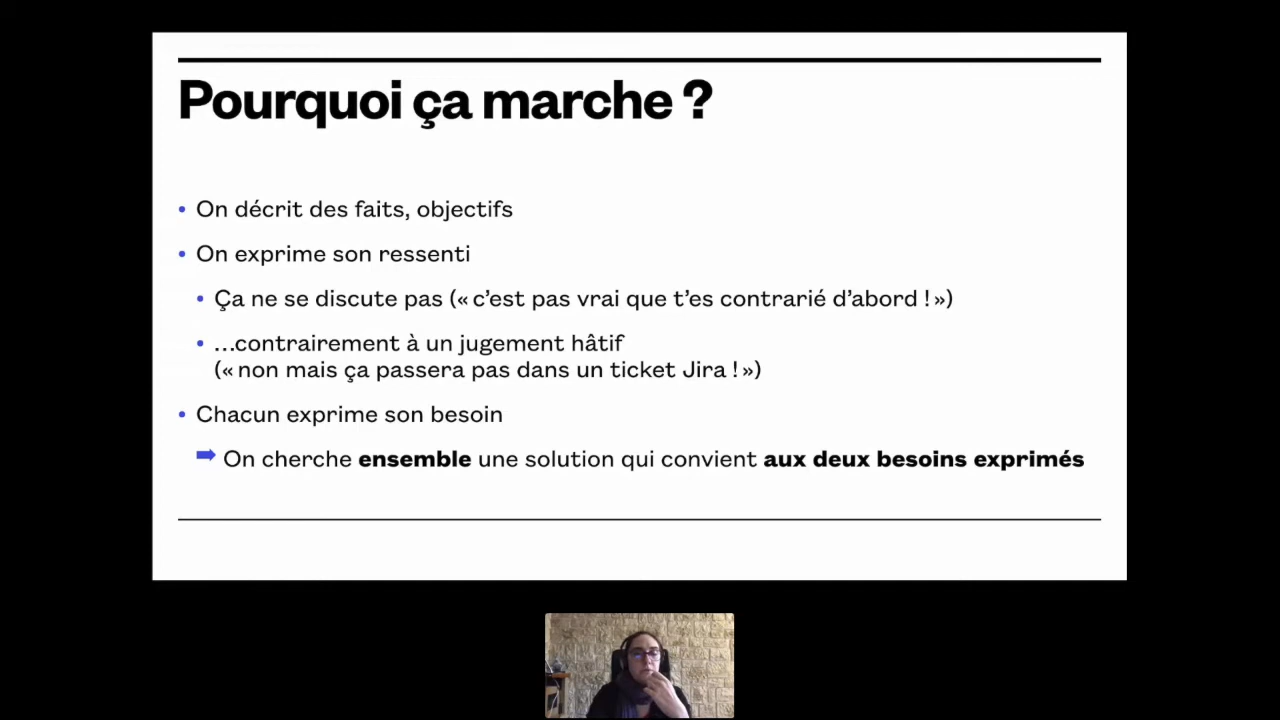 Pourquoi ça marche ?
• On décrit des faits, objectifs
• On exprime son ressenti
• Ça ne se discute pas (« c’est pas vrai que t’es contrarié d’abord ! »)
• …contrairement à un jugement hâtif
(« non mais ça passera pas dans un ticket Jira ! »)
• Chacun exprime son besoin
➡ On cherche ensemble une solution qui convient aux deux besoins exprimés